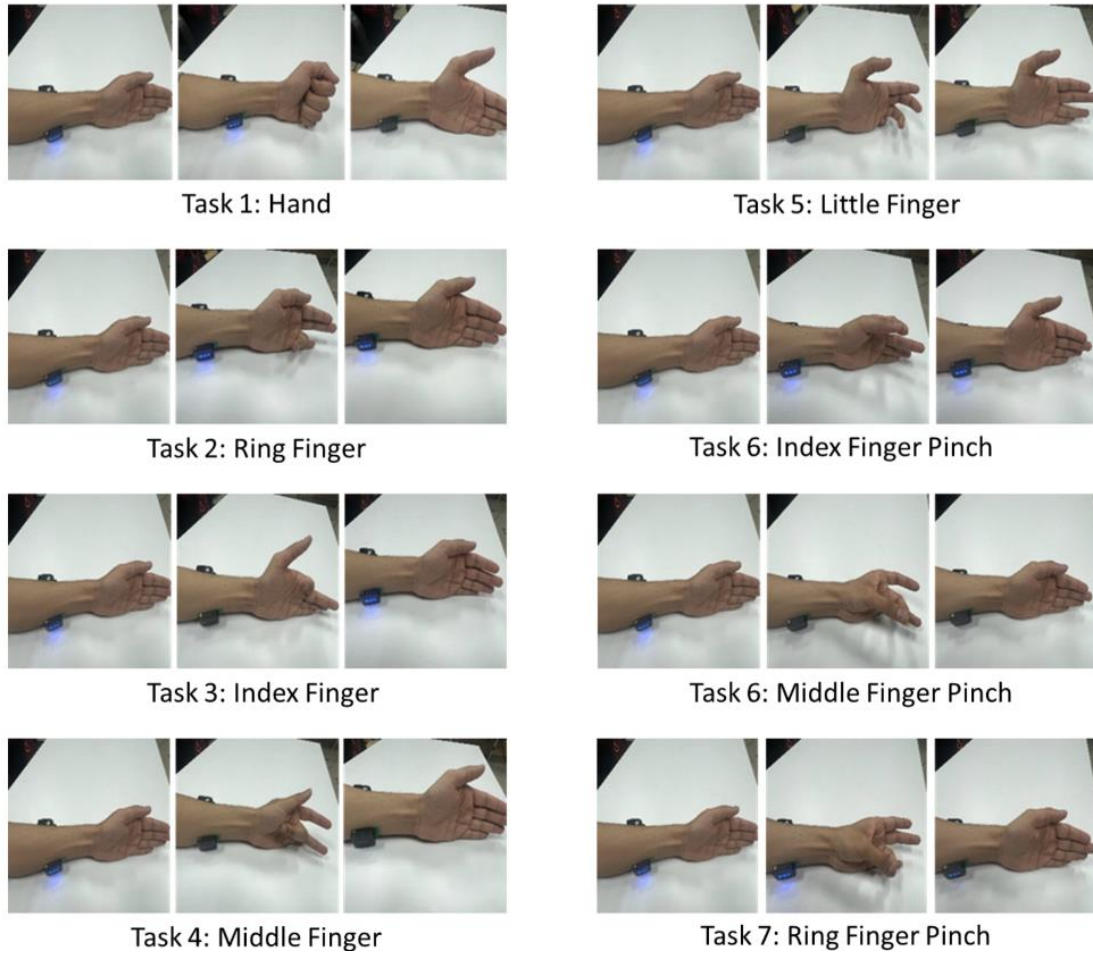 Task 1: Hand
Task 2: Ring Finger
Task 3: Index Finger
Task 4: Middle Finger
Task 5: Little Finger
Task 6: Index Finger Pinch
Task 6: Middle Finger Pinch
Task 7: Ring Finger Pinch